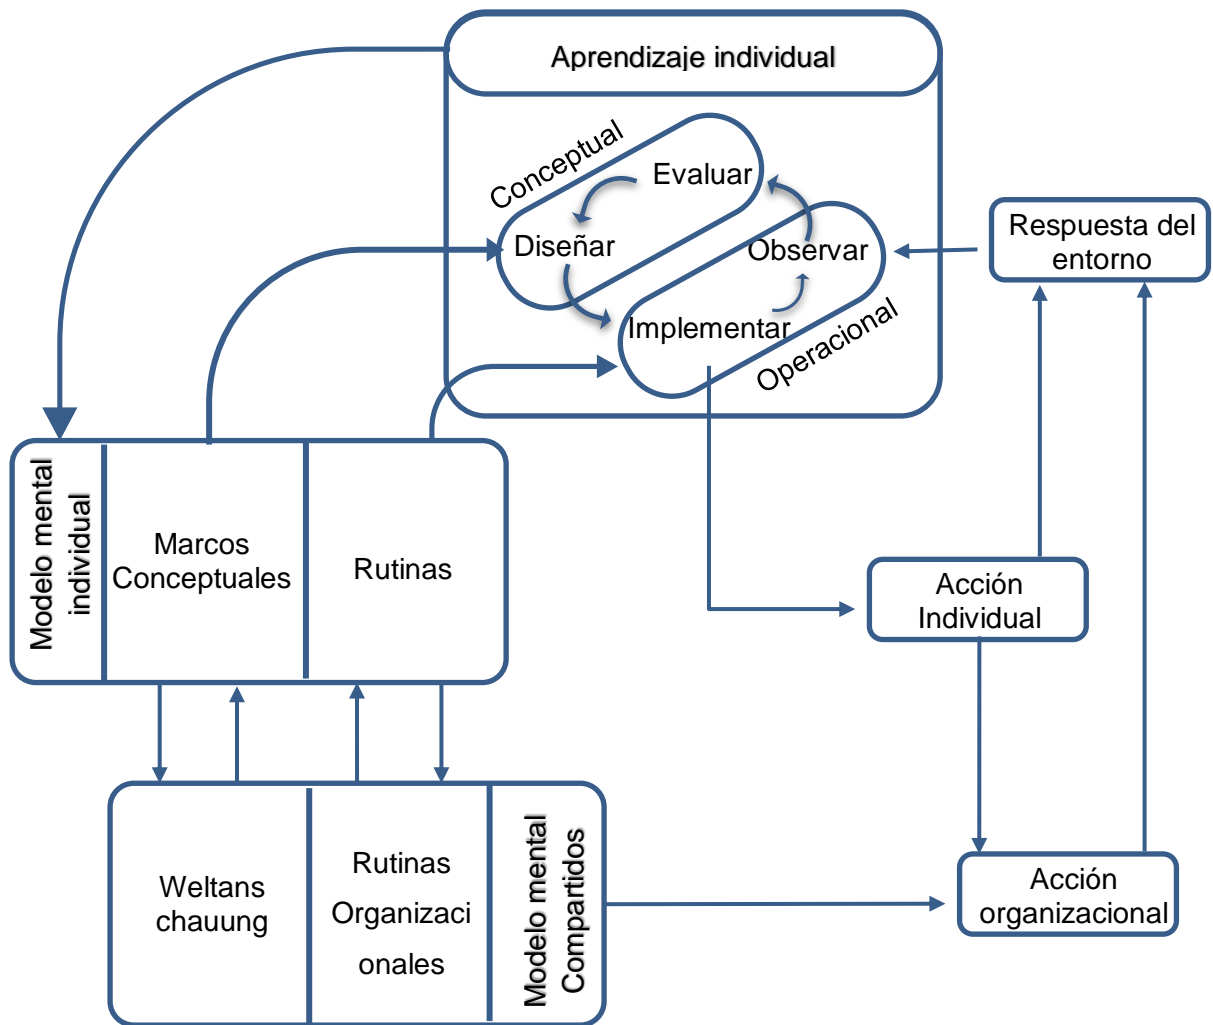 Aprendizaje individual
Conceptual
Evaluar
Diseñar
Observar
Implementar
Operacional
Respuesta del
entorno
Modelo mental
individual
Marcos
Conceptuales
Rutinas
Acción
Individual
Weltans
chauung
Rutinas
Organizaci
onales
Modelo mental
Compartidos
Acción
organizacional